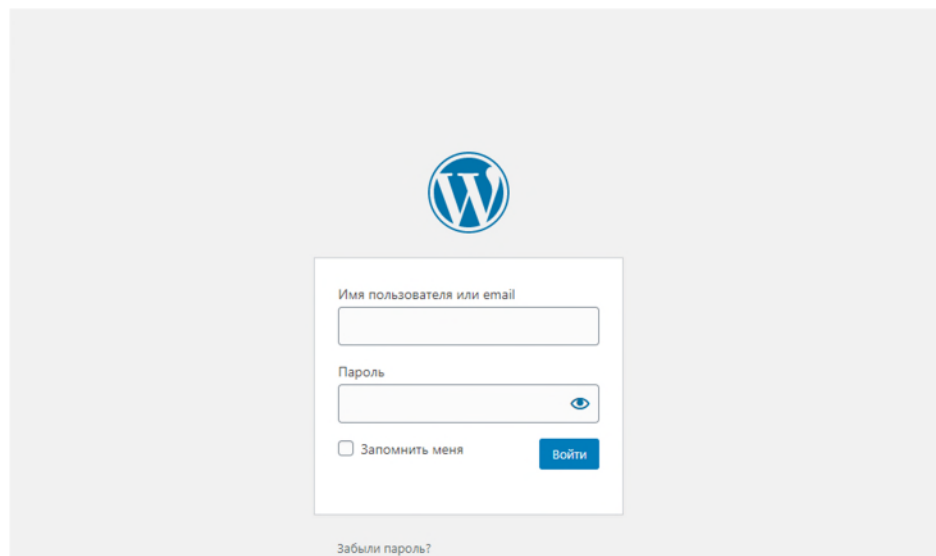 Имя пользователя или email
Пароль
Запомнить меня
Войти
Забыли пароль?